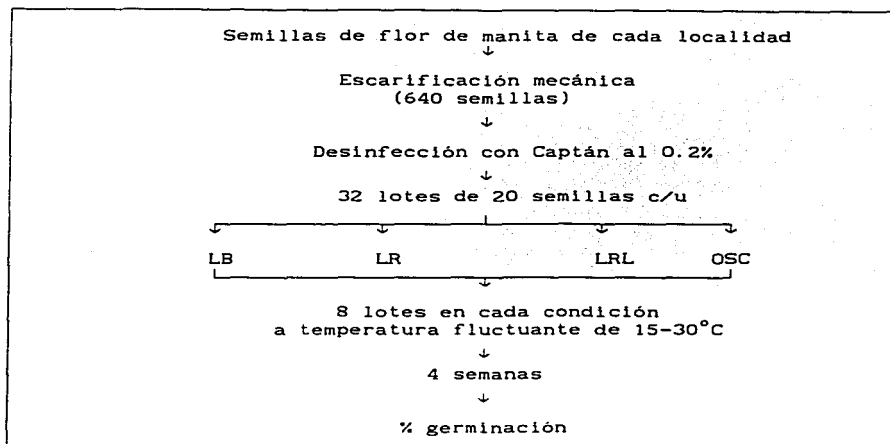 Semillas de flor de manita de cada localidad
↓
Escarificación mecánica
(640 semillas)
↓
Desinfección con Captán al 0.2%
↓
32 lotes de 20 semillas c/u
↓ ↓ ↓ ↓
LB LR LRL OSC
↓
8 lotes en cada condición
a temperatura fluctuante de 15-30°C
↓
4 semanas
↓
% germinación